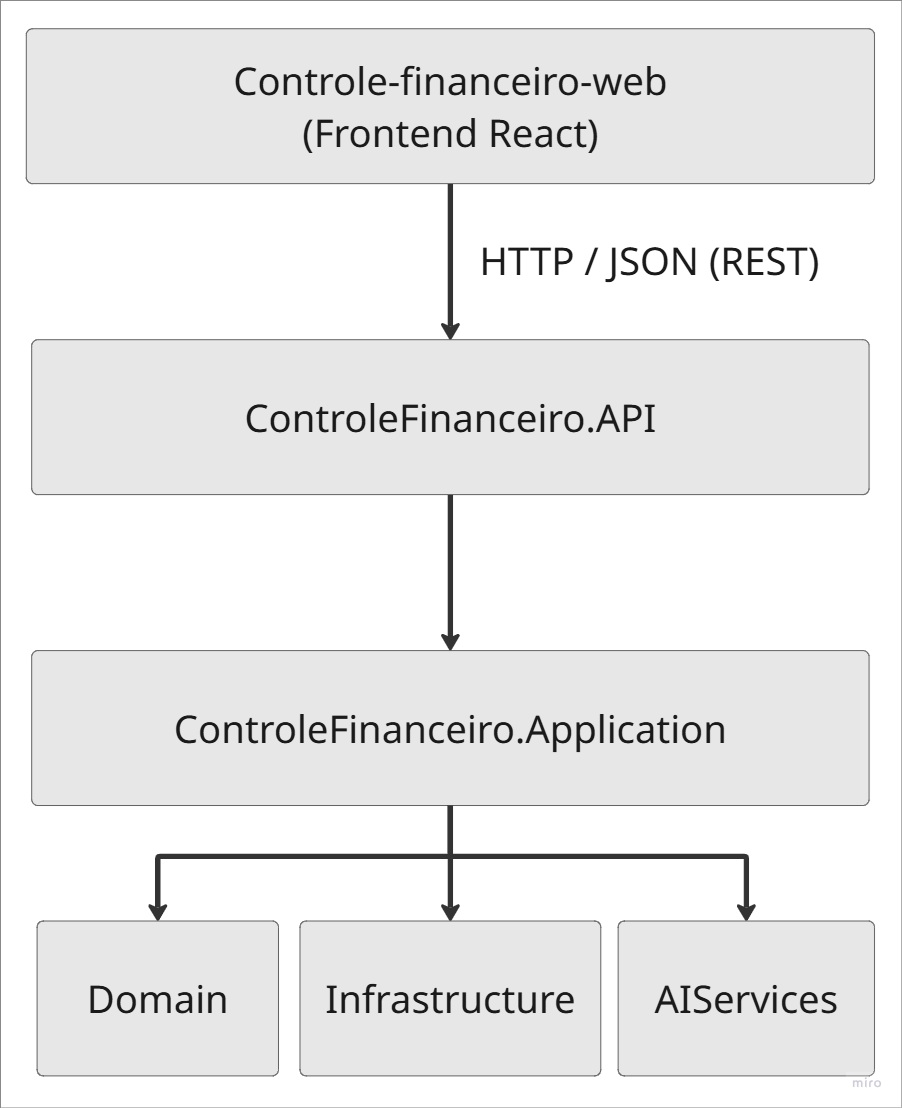 Controle-financeiro-web
(Frontend React)
HTTP / JSON (REST)
ControleFinanceiro.API
ControleFinanceiro.Application
Domain
Infrastructure
AIServices
miro